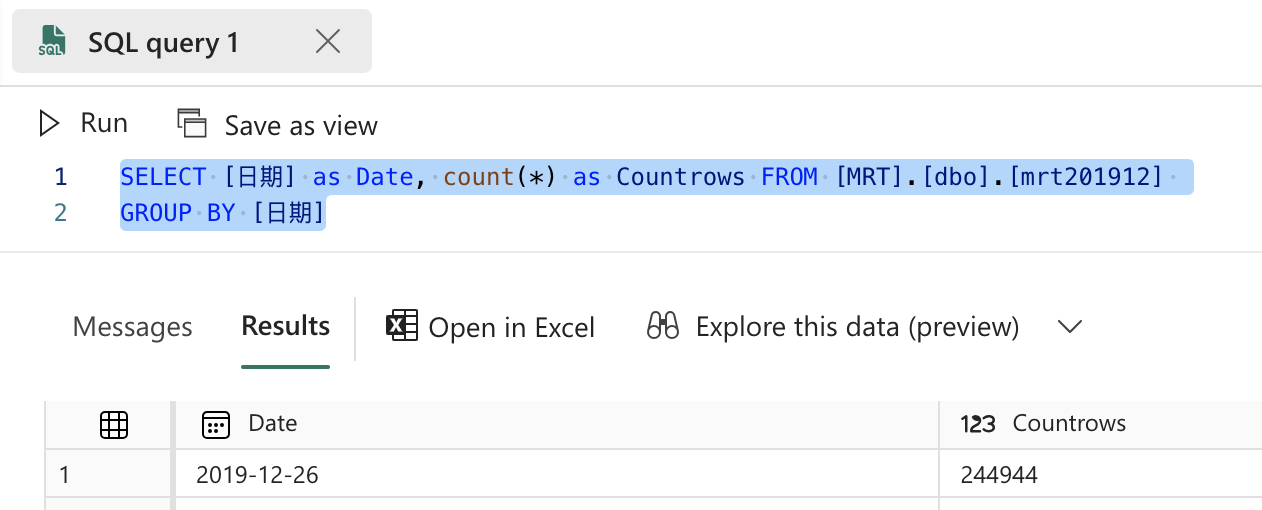 SQL query 1
Run Save as view
1 SELECT [日期] as Date, count(*) as Countrows FROM [MRT].[dbo].[mrt201912]
2 GROUP BY [日期]
Messages Results Open in Excel Explore this data (preview)
Date 123 Countrows
1 2019-12-26 244944